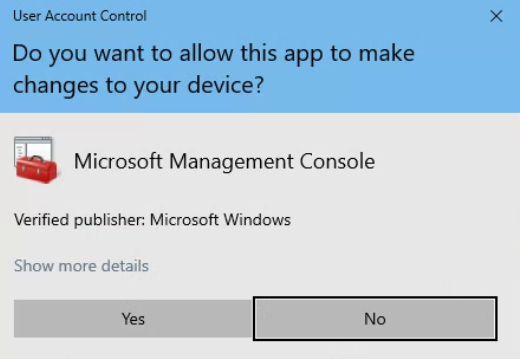 User Account Control
Do you want to allow this app to make
changes to your device?
Microsoft Management Console
Verified publisher: Microsoft Windows
Show more details
Yes
No